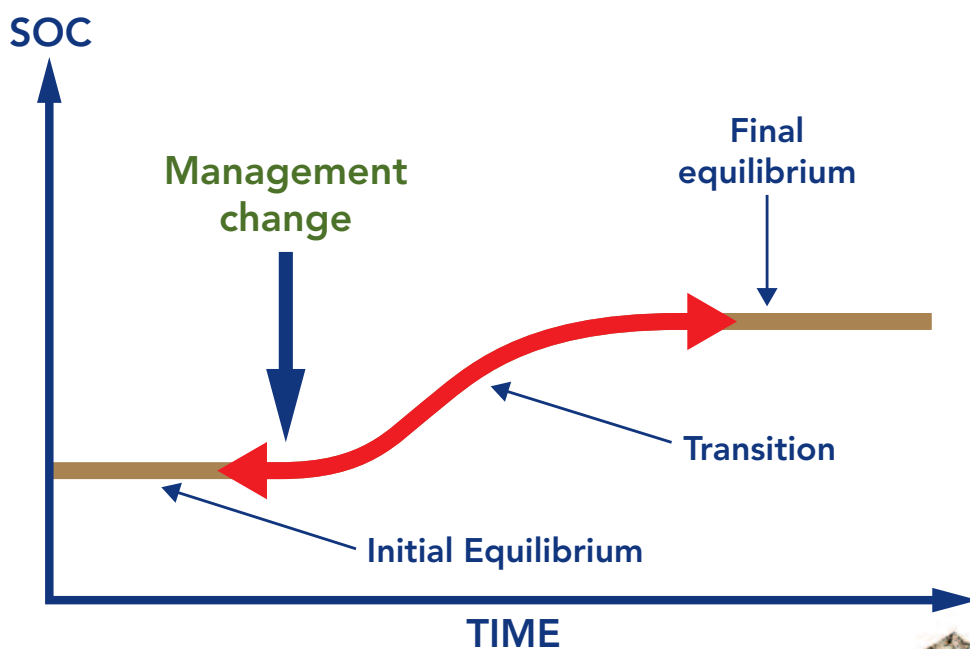 SOC
Final
equilibrium
Management
change
Transition
Initial Equilibrium
TIME